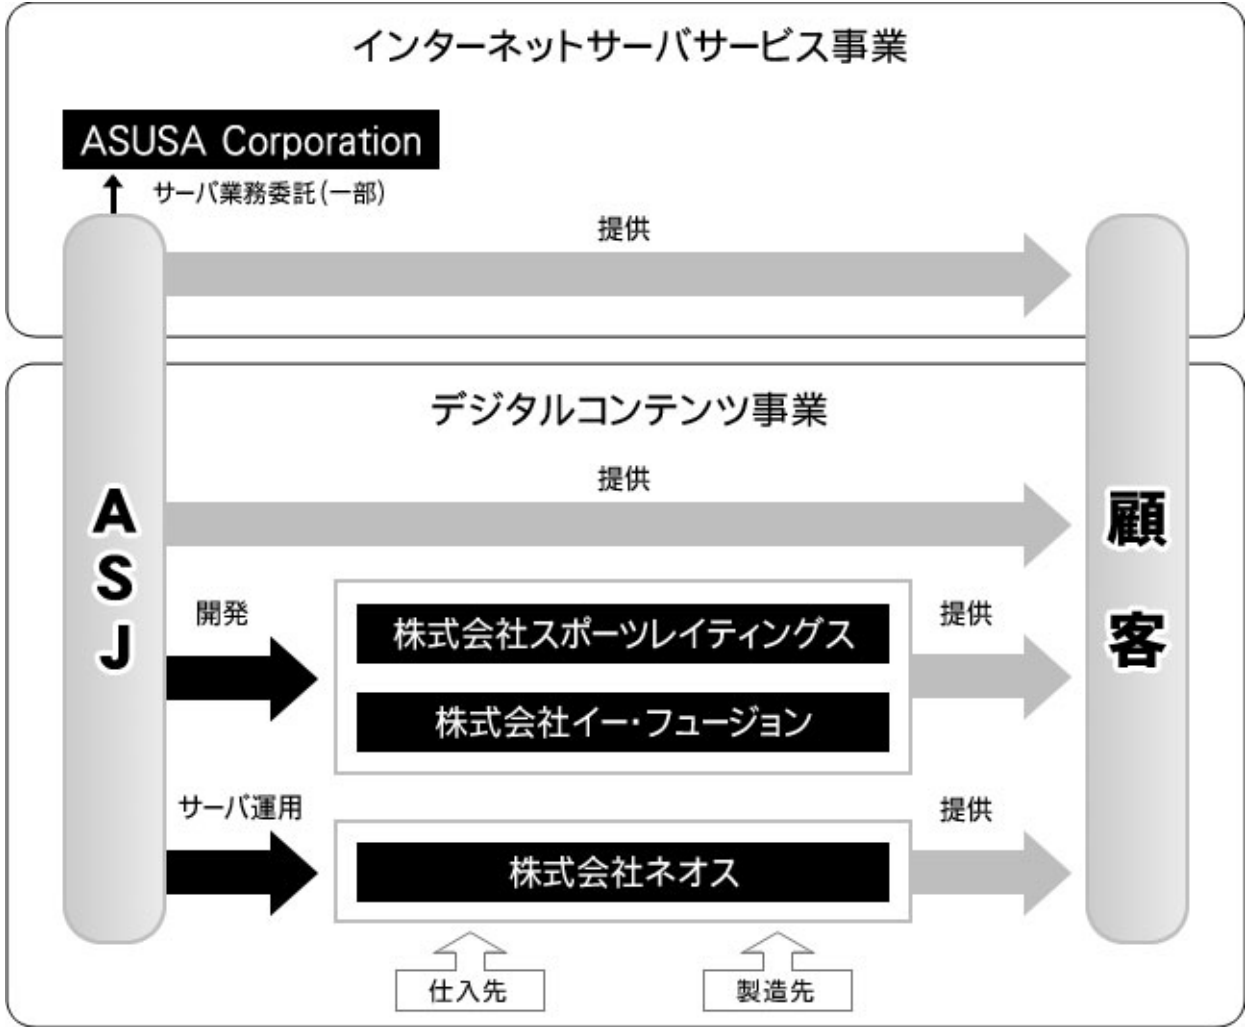 インターネットサーバサービス事業
ASUSA Corporation
サーバ業務委託(一部)
提供
デジタルコンテンツ事業
提供
ASJ
顧客
開発
株式会社スポーツレイティングス
提供
株式会社イー・フュージョン
サーバ運用
提供
株式会社ネオス
仕入先
製造先